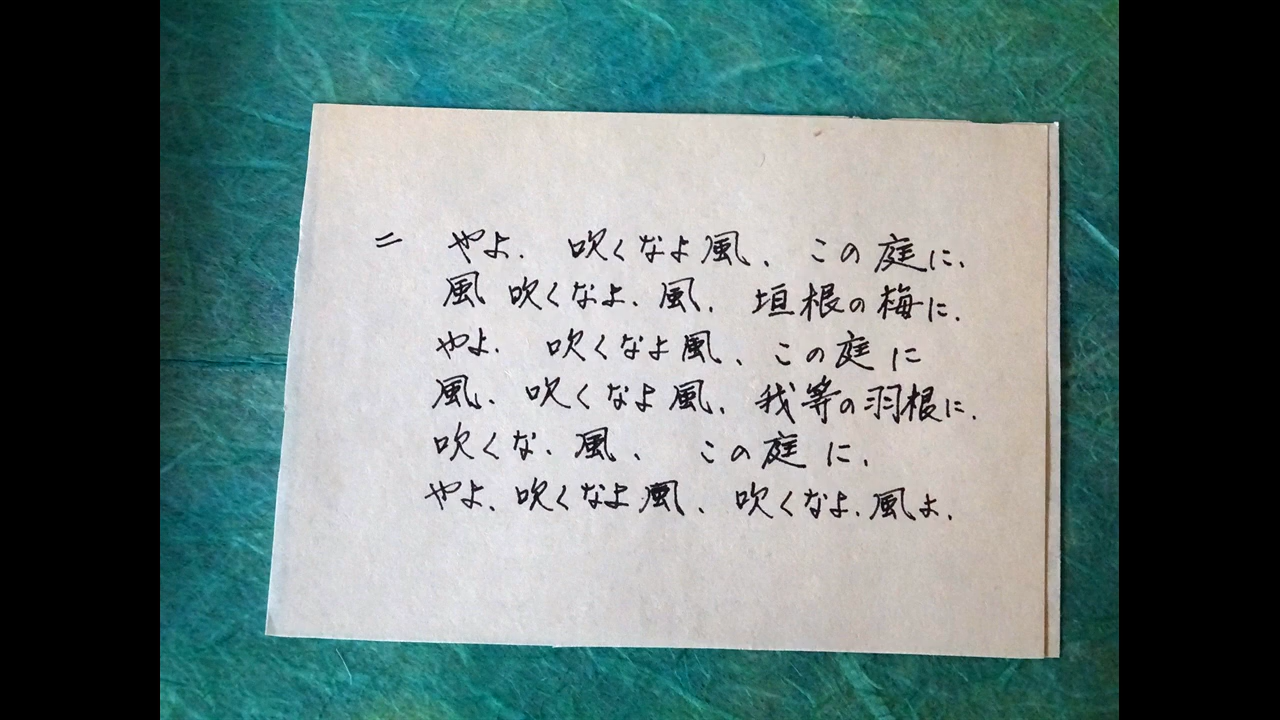 二 やよ、 吹くなよ風、 この庭に、
風 吹くなよ、風、 垣根の梅に、
やよ、 吹くなよ風、この庭 に
風、 吹くなよ風、 我等の羽根に、
吹くな、風、 この庭 に、
やよ、吹くなよ風、 吹くなよ、風よ、